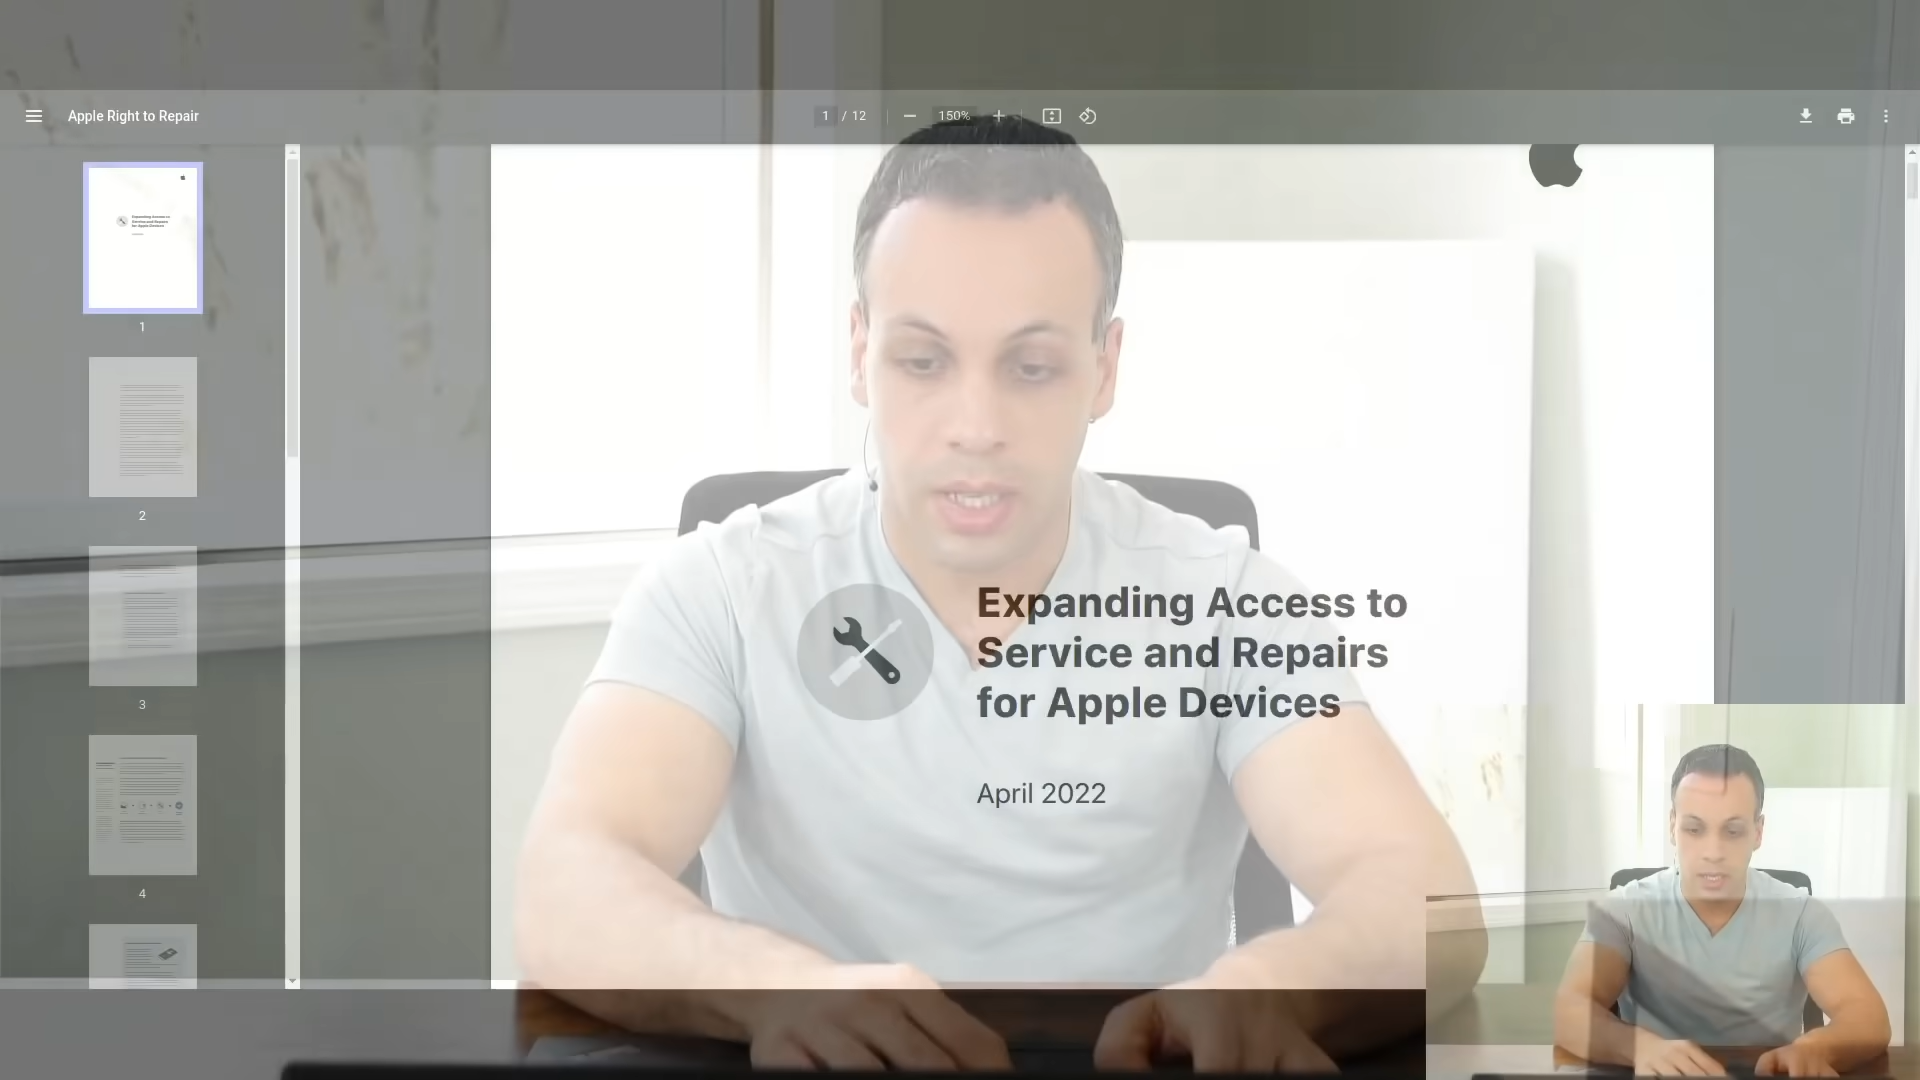 Apple Right to Repair
1 / 12
150%
1
2
3
4
Expanding Access to
Service and Repairs
for Apple Devices
April 2022